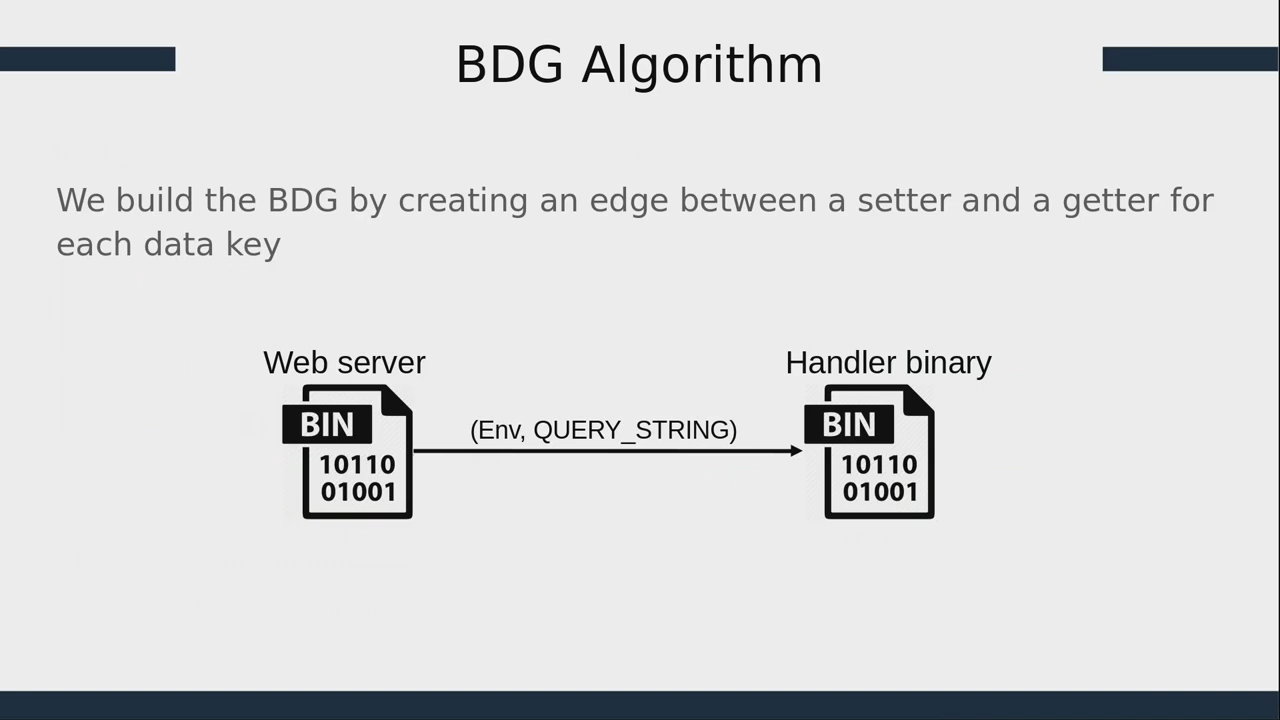 BDG Algorithm
We build the BDG by creating an edge between a setter and a getter for
each data key
Web server
Handler binary
BIN
10110
01001
(Env, QUERY_STRING)
BIN
10110
01001